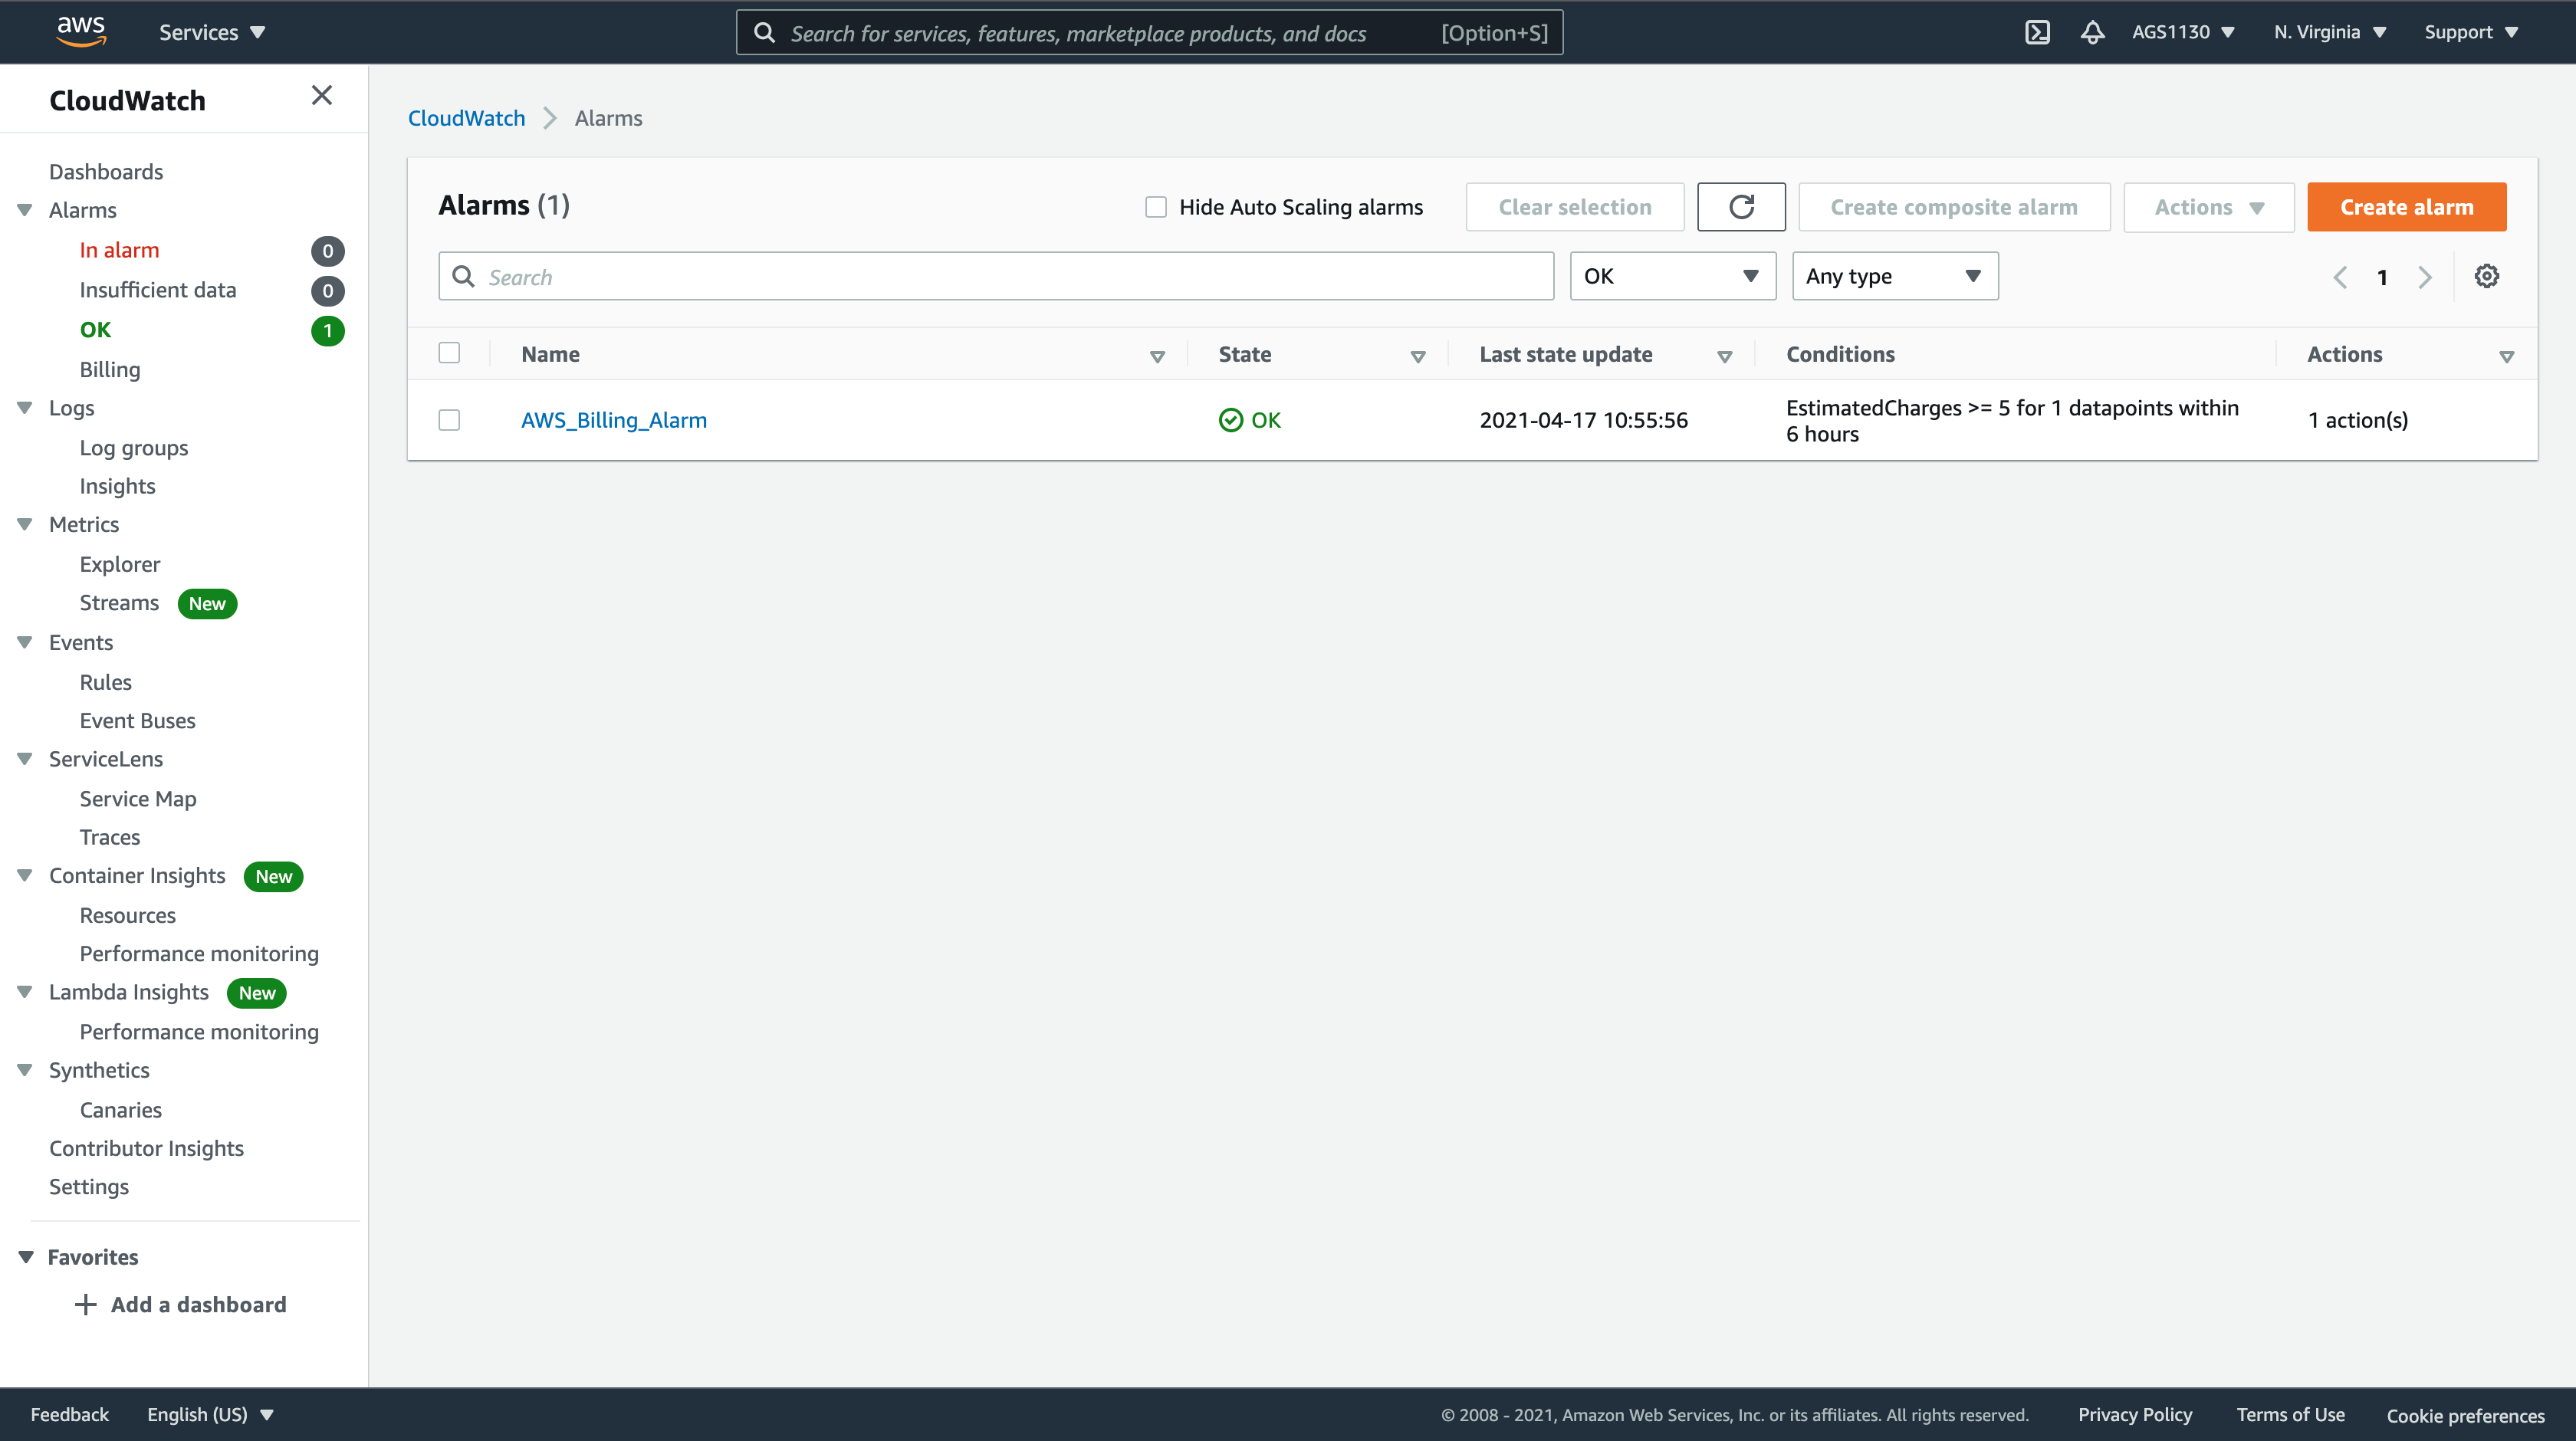 aws
Services
Search for services, features, marketplace products, and docs
[Option+S]
AGS1130
N. Virginia
Support
CloudWatch
Dashboards
Alarms
In alarm 0
Insufficient data 0
OK 1
Billing
Logs
Log groups
Insights
Metrics
Explorer
Streams New
Events
Rules
Event Buses
ServiceLens
Service Map
Traces
Container Insights New
Resources
Performance monitoring
Lambda Insights New
Performance monitoring
Synthetics
Canaries
Contributor Insights
Settings
Favorites
Add a dashboard
CloudWatch Alarms
Alarms (1)
Hide Auto Scaling alarms
Clear selection
Create composite alarm
Actions
Create alarm
Search
OK
Any type
1
Name State Last state update Conditions Actions
AWS_Billing_Alarm OK 2021-04-17 10:55:56 EstimatedCharges >= 5 for 1 datapoints within
6 hours
1 action(s)
Feedback
English (US)
© 2008 - 2021, Amazon Web Services, Inc. or its affiliates. All rights reserved.
Privacy Policy
Terms of Use
Cookie preferences